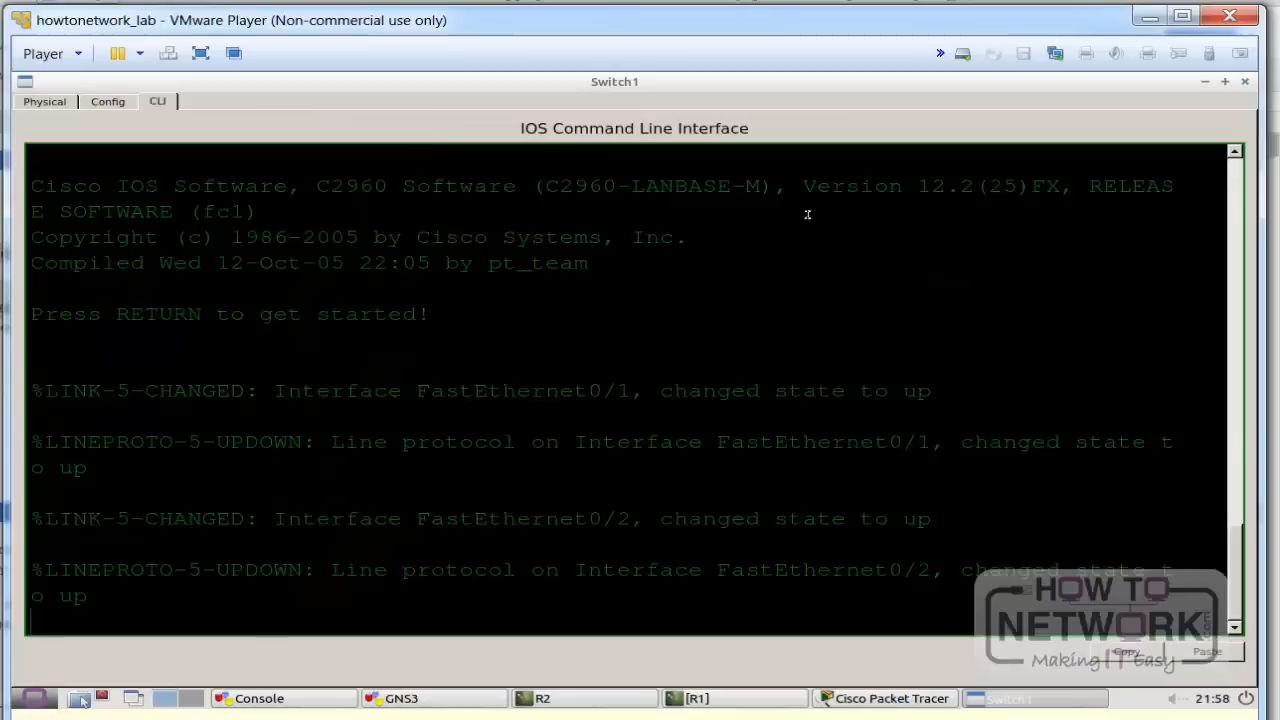 howtonetwork_lab - VMware Player (Non-commercial use only)
Player
Switch1
Physical Config CLI
IOS Command Line Interface
Cisco IOS Software, C2960 Software (C2960-LANBASE-M), Version 12.2(25)FX, RELEAS
E SOFTWARE (fc1)
Copyright (c) 1986-2005 by Cisco Systems, Inc.
Compiled Wed 12-Oct-05 22:05 by pt_team
Press RETURN to get started!
%LINK-5-CHANGED: Interface FastEthernet0/1, changed state to up
%LINEPROTO-5-UPDOWN: Line protocol on Interface FastEthernet0/1, changed state t
o up
%LINK-5-CHANGED: Interface FastEthernet0/2, changed state to up
%LINEPROTO-5-UPDOWN: Line protocol on Interface FastEthernet0/2, changed state t
o up
HOW TO
NETWORK.com
Making IT Easy
Copy Paste
Console GNS3 R2 [R1] Cisco Packet Tracer Switch1 21:58